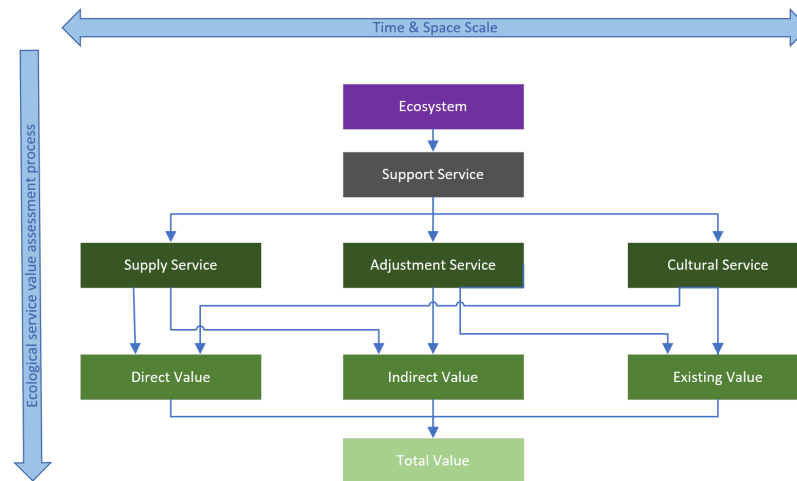 Time & Space Scale
Ecological service value assessment process
Ecosystem
Support Service
Supply Service
Adjustment Service
Cultural Service
Direct Value
Indirect Value
Existing Value
Total Value